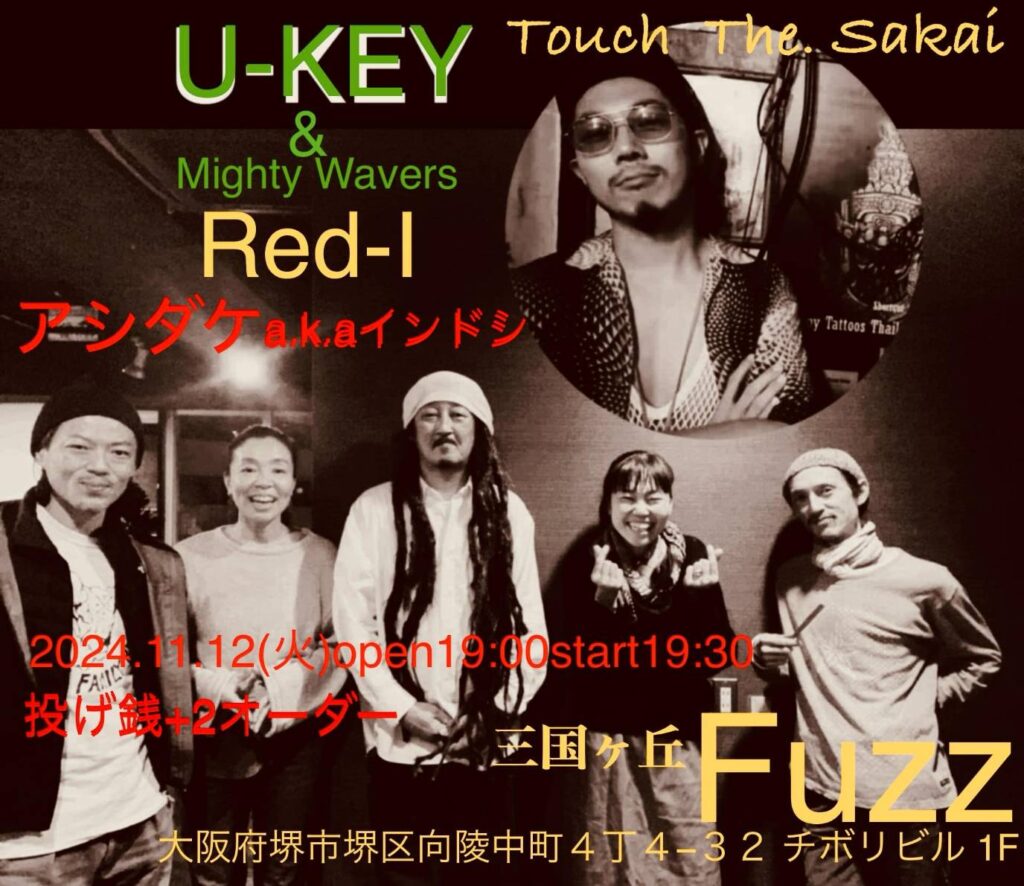 Touch The. Sakai
U-KEY
&
Mighty Wavers
Red-I
アシダケa.k.aインドシ
Tattoos Thai
2024.11.12(火)open19:00start19:30
投げ銭+2オーダー
三国ヶ丘 Fuzz
大阪府堺市堺区向陵中町４丁４−３２ チボリビル 1F